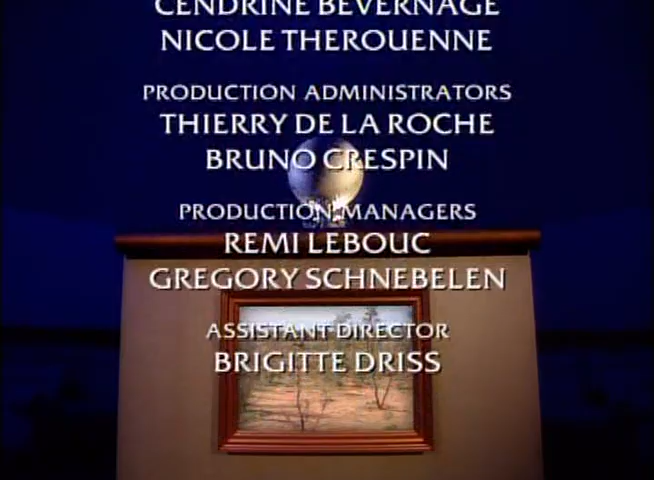 CENDRINE BEVERNAGE
NICOLE THEROUENNE
PRODUCTION ADMINISTRATORS
THIERRY DE LA ROCHE
BRUNO CRESPIN
PRODUCTION MANAGERS
REMI LEBOUC
GREGORY SCHNEBELEN
ASSISTANT DIRECTOR
BRIGITTE DRISS